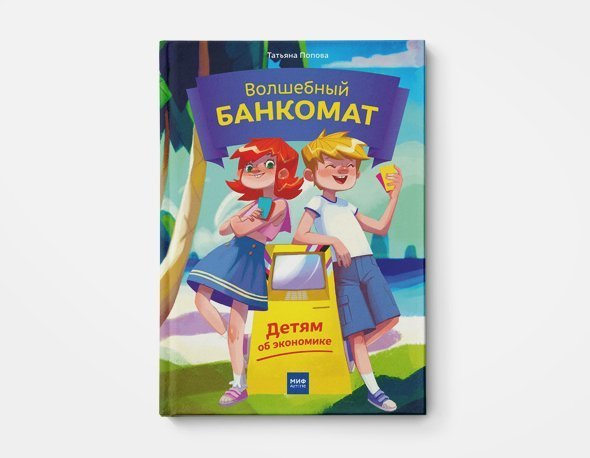 Татьяна Попова
Волшебный
БАНКОМАТ
Детям
об экономике
МИФ